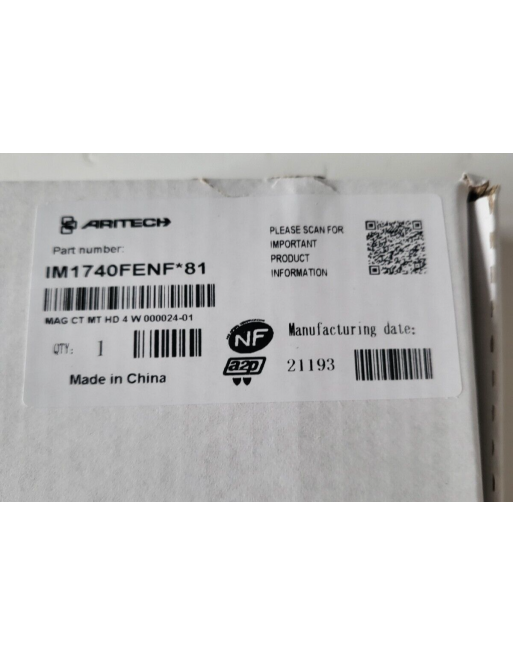 ARITECH
Part number:
IM1740FENF*81
MAG CT MT HD 4 W 000024-01
QTY: 1
Made in China
PLEASE SCAN FOR
IMPORTANT
PRODUCT
INFORMATION
NF
a2p
Manufacturing date:
21193